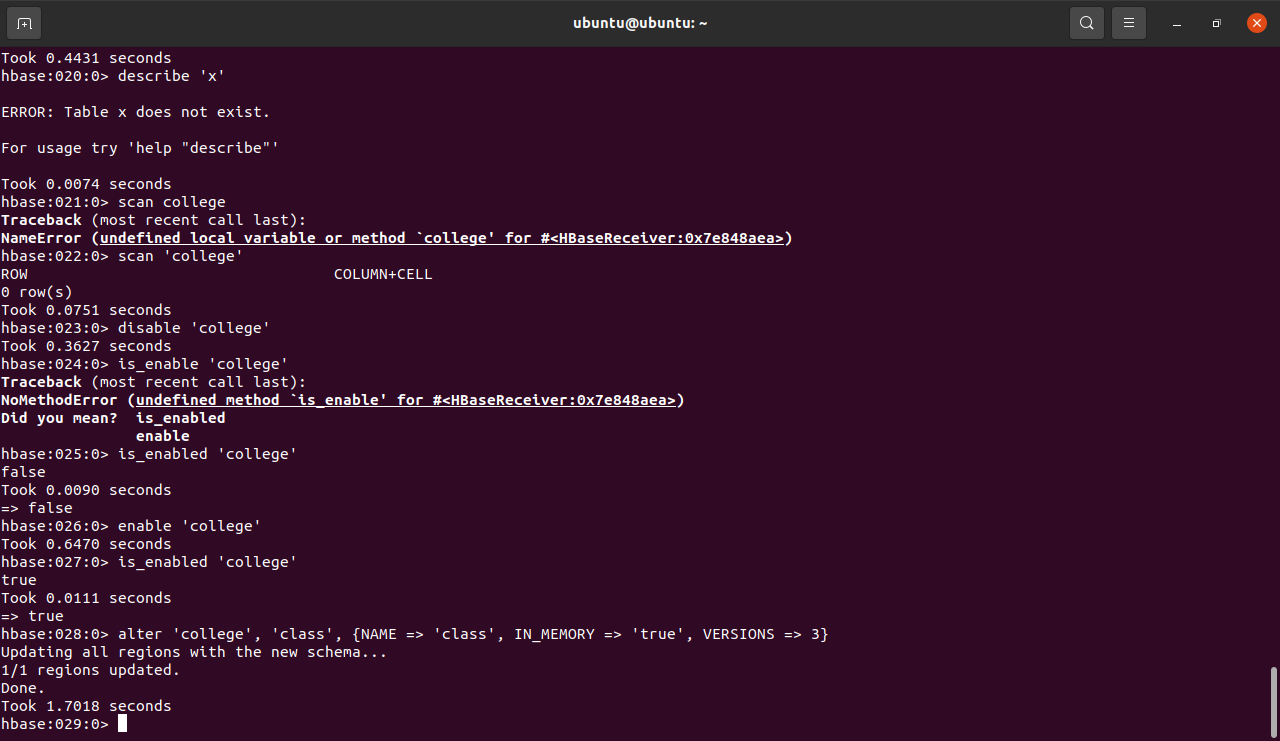 ubuntu@ubuntu: ~
Took 0.4431 seconds
hbase:020:0> describe 'x'
ERROR: Table x does not exist.
For usage try 'help "describe"'
Took 0.0074 seconds
hbase:021:0> scan college
Traceback (most recent call last):
NameError (undefined local variable or method `college' for #<HBaseReceiver:0x7e848aea>)
hbase:022:0> scan 'college'
ROW COLUMN+CELL
0 row(s)
Took 0.0751 seconds
hbase:023:0> disable 'college'
Took 0.3627 seconds
hbase:024:0> is_enable 'college'
Traceback (most recent call last):
NoMethodError (undefined method `is_enable' for #<HBaseReceiver:0x7e848aea>)
Did you mean?  is_enabled
enable
hbase:025:0> is_enabled 'college'
false
Took 0.0090 seconds
=> false
hbase:026:0> enable 'college'
Took 0.6470 seconds
hbase:027:0> is_enabled 'college'
true
Took 0.0111 seconds
=> true
hbase:028:0> alter 'college', 'class', {NAME => 'class', IN_MEMORY => 'true', VERSIONS => 3}
Updating all regions with the new schema...
1/1 regions updated.
Done.
Took 1.7018 seconds
hbase:029:0>